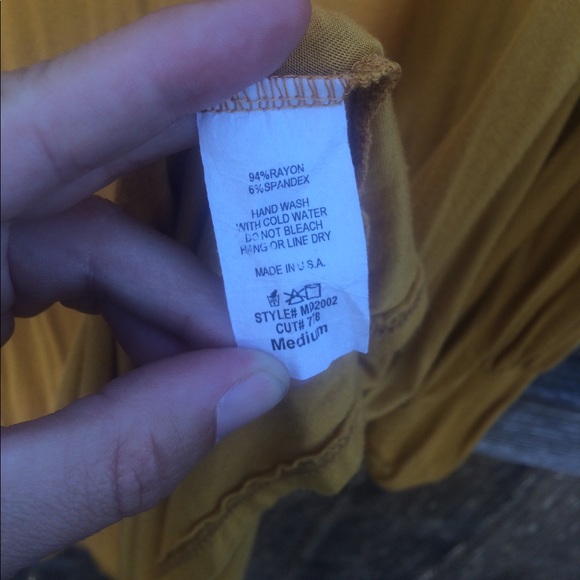 94%RAYON
6%SPANDEX
HAND WASH
WITH COLD WATER
DO NOT BLEACH
HANG OR LINE DRY
MADE IN U.S.A.
STYLE# MD2002
CUT#
Medium